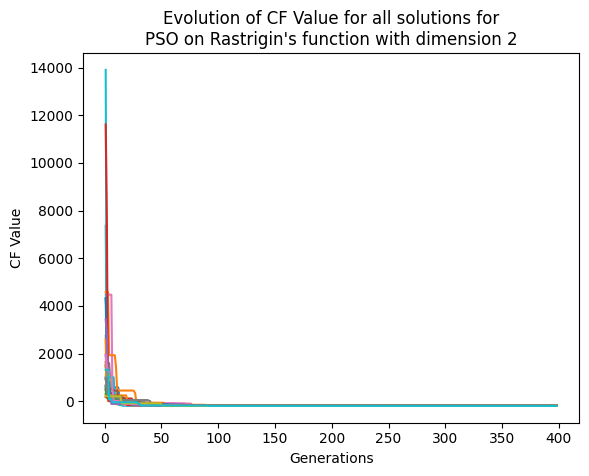 Evolution of CF Value for all solutions for
PSO on Rastrigin's function with dimension 2
14000
12000
10000
8000
6000
4000
2000
0
CF Value
0 50 100 150 200 250 300 350 400
Generations